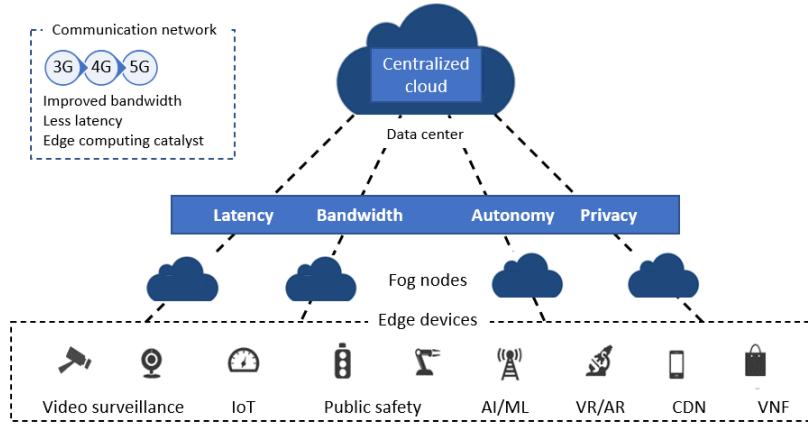 Communication network
3G 4G 5G
Improved bandwidth
Less latency
Edge computing catalyst
Centralized
cloud
Data center
Latency Bandwidth Autonomy Privacy
Fog nodes
Edge devices
Video surveillance IoT Public safety AI/ML VR/AR CDN VNF